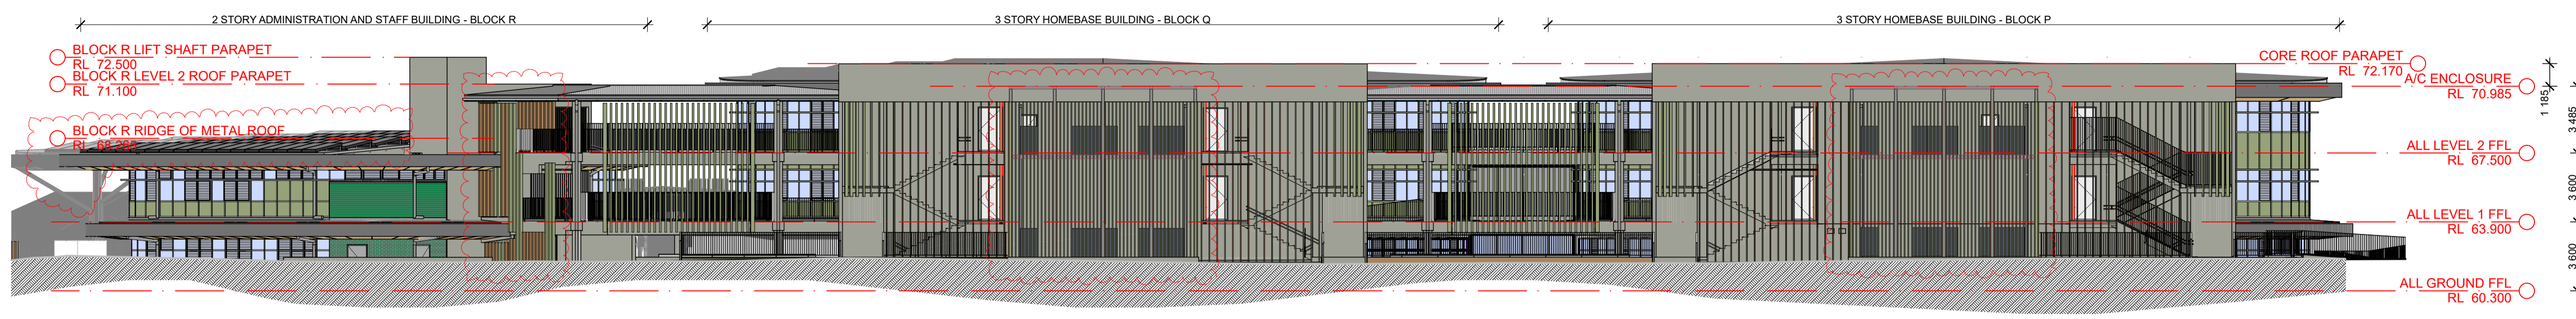 2 STORY ADMINISTRATION AND STAFF BUILDING - BLOCK R
3 STORY HOMEBASE BUILDING - BLOCK Q
3 STORY HOMEBASE BUILDING - BLOCK P
BLOCK R LIFT SHAFT PARAPET
RL 72.500
BLOCK R LEVEL 2 ROOF PARAPET
RL 71.100
BLOCK R RIDGE OF METAL ROOF
RL 68.265
CORE ROOF PARAPET
RL 72.170
A/C ENCLOSURE
RL 70.985
ALL LEVEL 2 FFL
RL 67.500
ALL LEVEL 1 FFL
RL 63.900
ALL GROUND FFL
RL 60.300
1 185
3 485
3 600
3 600